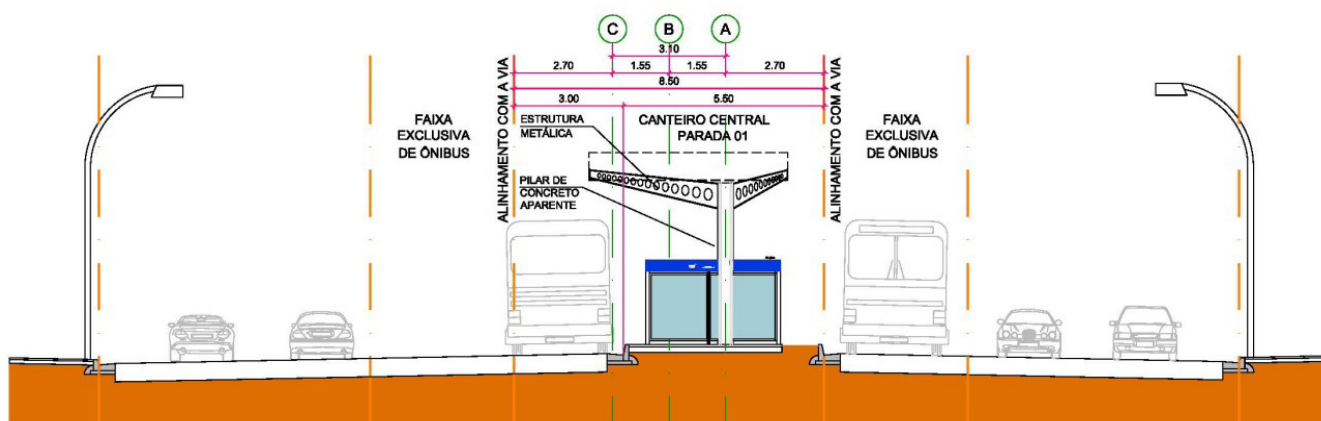 C B A
3.10
2.70 1.55 1.55 2.70
8.50
3.00 5.50
ALINHAMENTO COM A VIA
ALINHAMENTO COM A VIA
FAIXA
EXCLUSIVA
DE ÔNIBUS
ESTRUTURA
METÁLICA
CANTEIRO CENTRAL
PARADA 01
FAIXA
EXCLUSIVA
DE ÔNIBUS
PILAR DE
CONCRETO
APARENTE